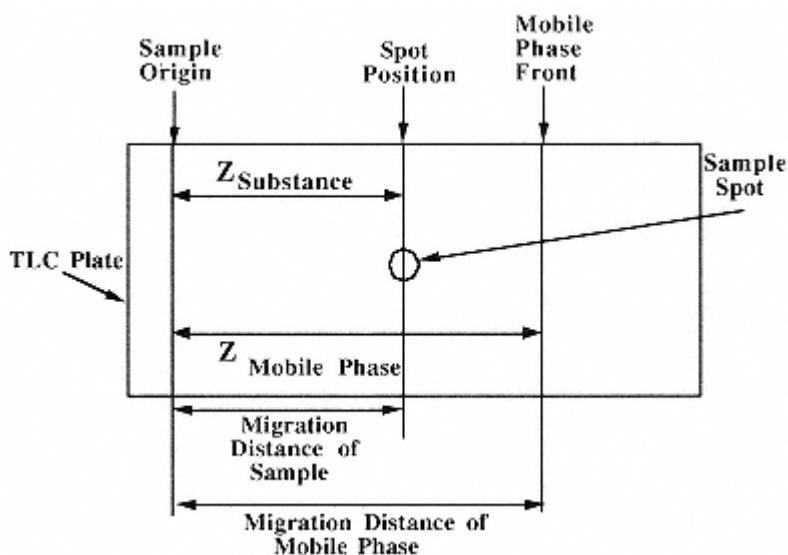 Sample
Origin
Spot
Position
Mobile
Phase
Front
Z Substance
Sample
Spot
TLC Plate
Z Mobile Phase
Migration
Distance of
Sample
Migration Distance of
Mobile Phase